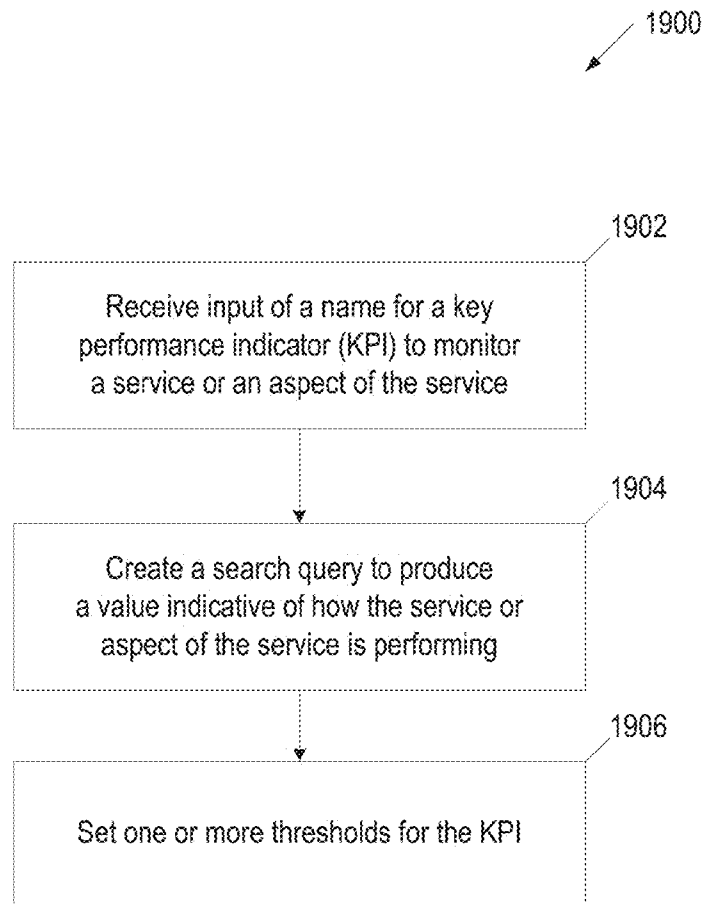 1900
1902
Receive input of a name for a key
performance indicator (KPI) to monitor
a service or an aspect of the service
1904
Create a search query to produce
a value indicative of how the service or
aspect of the service is performing
1906
Set one or more thresholds for the KPI